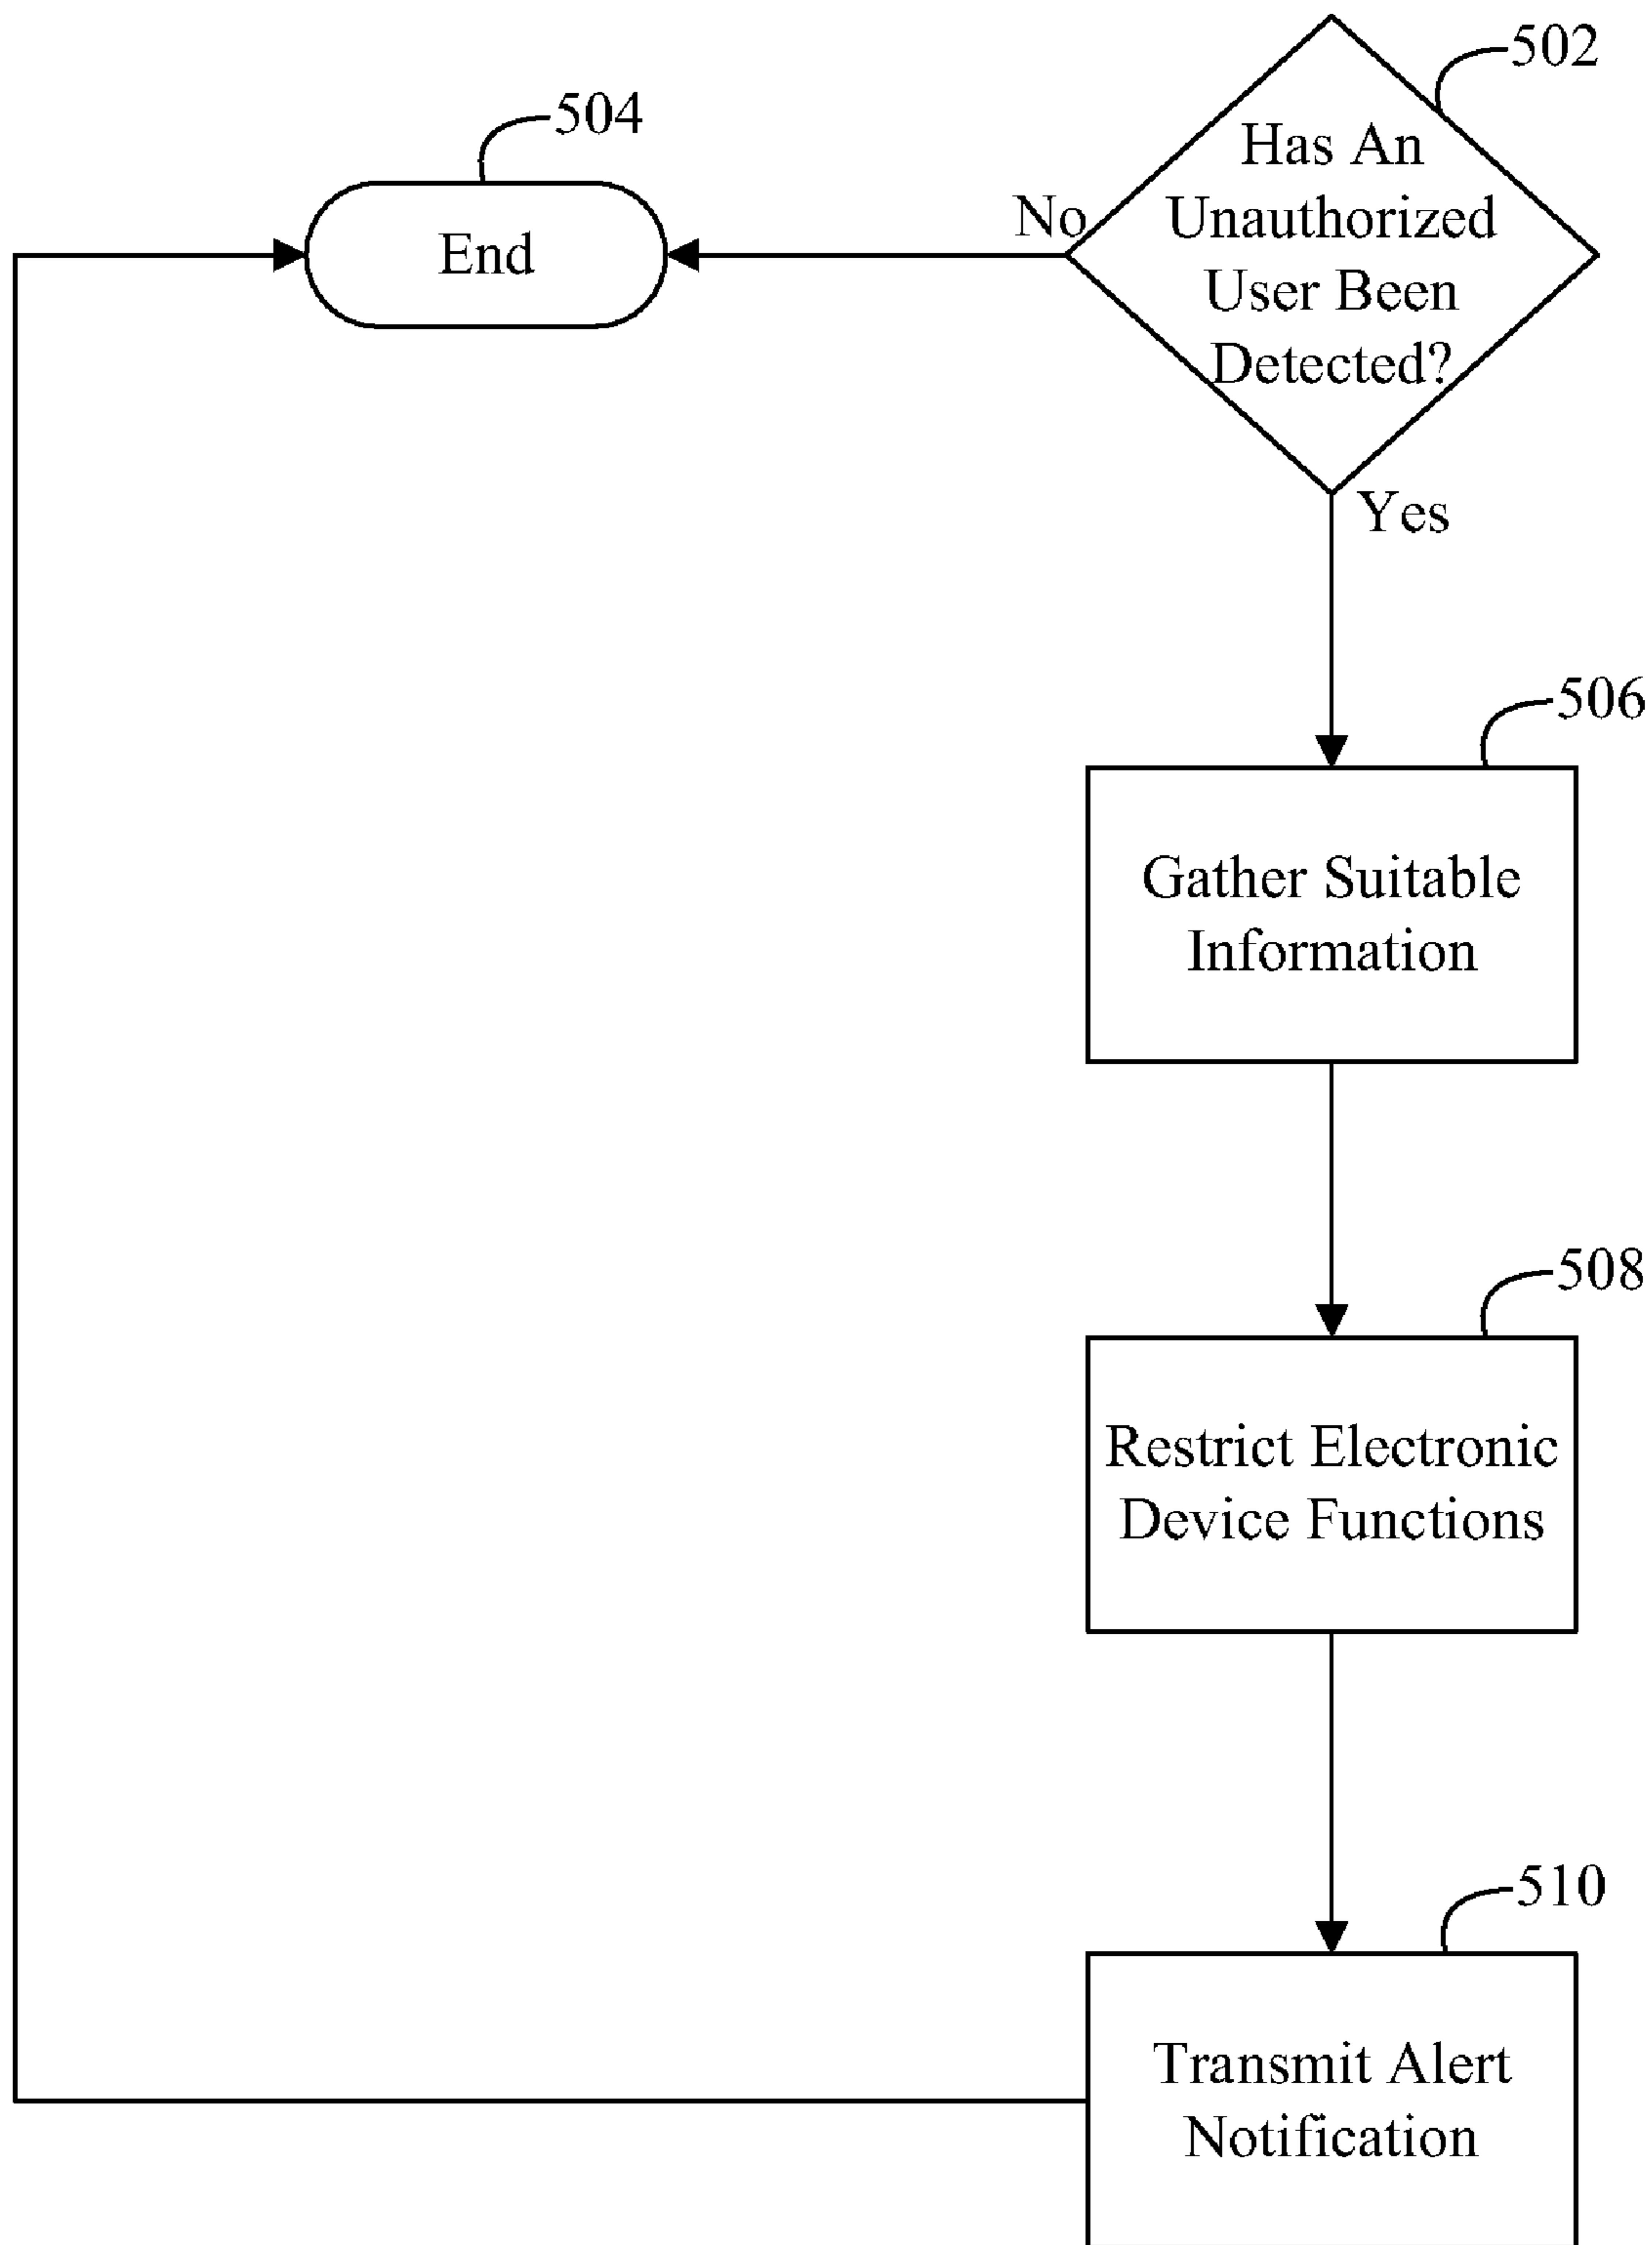 502
Has An
Unauthorized
User Been
Detected?
504
End
No
Yes
506
Gather Suitable
Information
508
Restrict Electronic
Device Functions
510
Transmit Alert
Notification